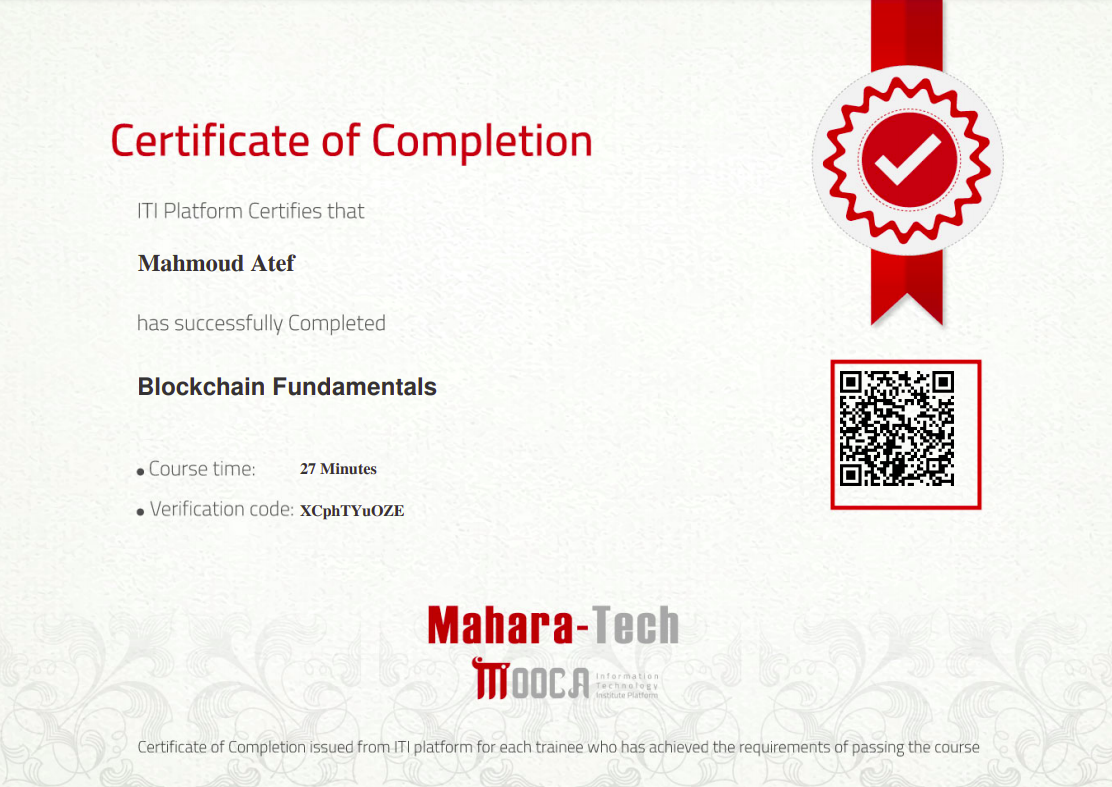 Certificate of Completion
ITI Platform Certifies that
Mahmoud Atef
has successfully Completed
Blockchain Fundamentals
Course time: 27 Minutes
Verification code: XCphTYuOZE
Mahara-Tech
MOOCA
Information
Technology
Institute Platform
Certificate of Completion issued from ITI platform for each trainee who has achieved the requirements of passing the course